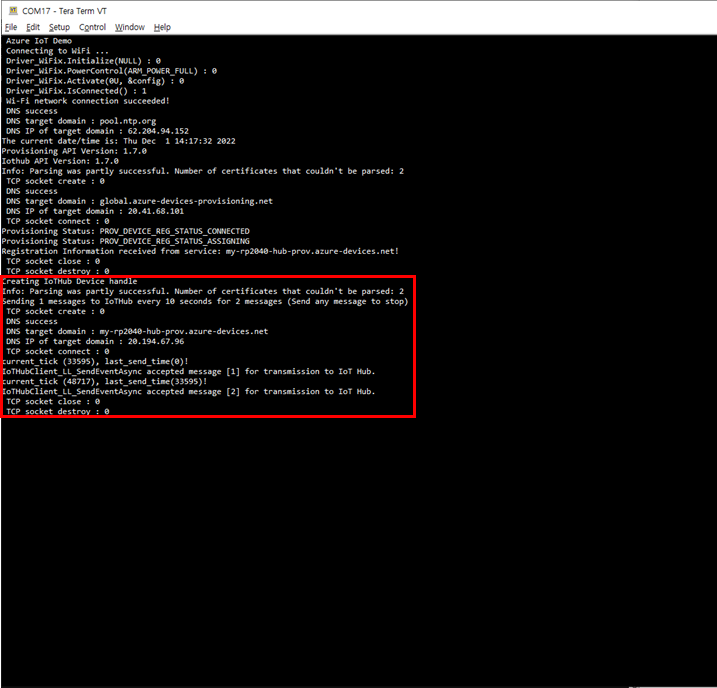 COM17 - Tera Term VT
File Edit Setup Control Window Help
Azure IoT Demo
Connecting to WiFi ...
Driver_WiFix.Initialize(NULL) : 0
Driver_WiFix.PowerControl(ARM_POWER_FULL) : 0
Driver_WiFix.Activate(0U, &config) : 0
Driver_WiFix.IsConnected() : 1
Wi-Fi network connection succeeded!
DNS success
DNS target domain : pool.ntp.org
DNS IP of target domain : 62.204.94.152
The current date/time is: Thu Dec  1 14:17:32 2022
Provisioning API Version: 1.7.0
Iothub API Version: 1.7.0
Info: Parsing was partly successful. Number of certificates that couldn't be parsed: 2
TCP socket create : 0
DNS success
DNS target domain : global.azure-devices-provisioning.net
DNS IP of target domain : 20.41.68.101
TCP socket connect : 0
Provisioning Status: PROV_DEVICE_REG_STATUS_CONNECTED
Provisioning Status: PROV_DEVICE_REG_STATUS_ASSIGNING
Registration Information received from service: my-rp2040-hub-prov.azure-devices.net!
TCP socket close : 0
TCP socket destroy : 0
Creating IoTHub Device handle
Info: Parsing was partly successful. Number of certificates that couldn't be parsed: 2
Sending 1 messages to IoTHub every 10 seconds for 2 messages (Send any message to stop)
TCP socket create : 0
DNS success
DNS target domain : my-rp2040-hub-prov.azure-devices.net
DNS IP of target domain : 20.194.67.96
TCP socket connect : 0
current_tick (33595), last_send_time(0)!
IoTHubClient_LL_SendEventAsync accepted message [1] for transmission to IoT Hub.
current_tick (48717), last_send_time(33595)!
IoTHubClient_LL_SendEventAsync accepted message [2] for transmission to IoT Hub.
TCP socket close : 0
TCP socket destroy : 0